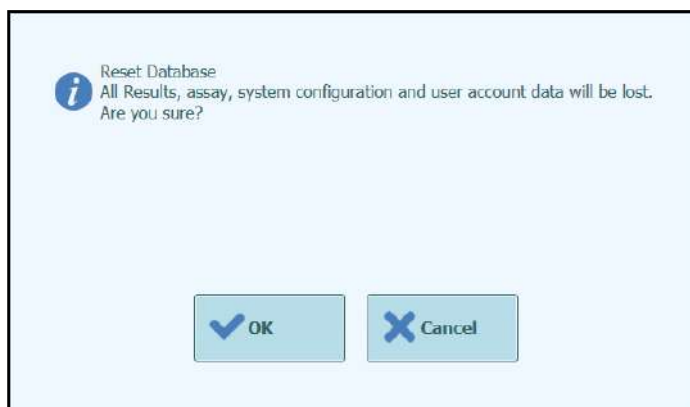 Reset Database
All Results, assay, system configuration and user account data will be lost.
Are you sure?
OK
Cancel